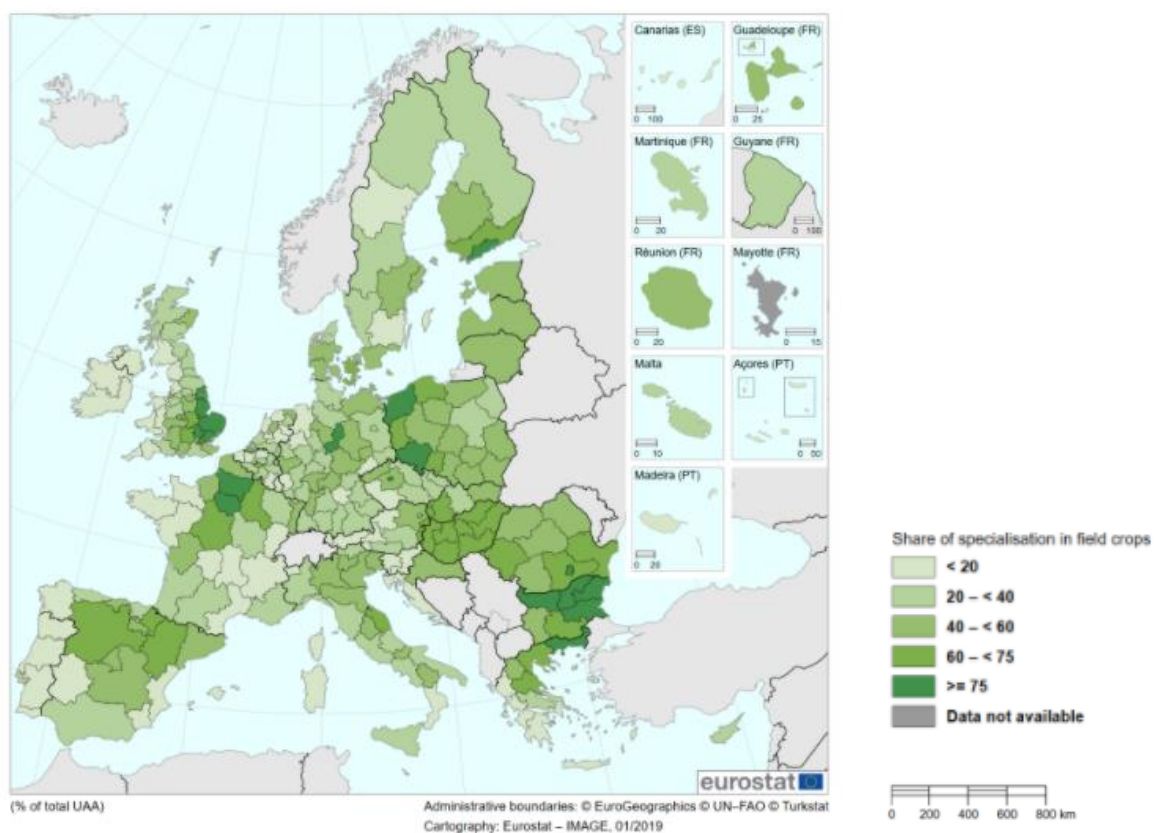 Canarias (ES)
0 100
Guadeloupe (FR)
0 25
Martinique (FR)
0 20
Guyane (FR)
0 100
Réunion (FR)
0 20
Mayotte (FR)
0 15
Malta
0 10
Açores (PT)
0 50
Madeira (PT)
0 20
eurostat
(% of total UAA)
Administrative boundaries: © EuroGeographics © UN–FAO © Turkstat
Cartography: Eurostat – IMAGE, 01/2019
Share of specialisation in field crops
< 20
20 – < 40
40 – < 60
60 – < 75
>= 75
Data not available
0 200 400 600 800 km